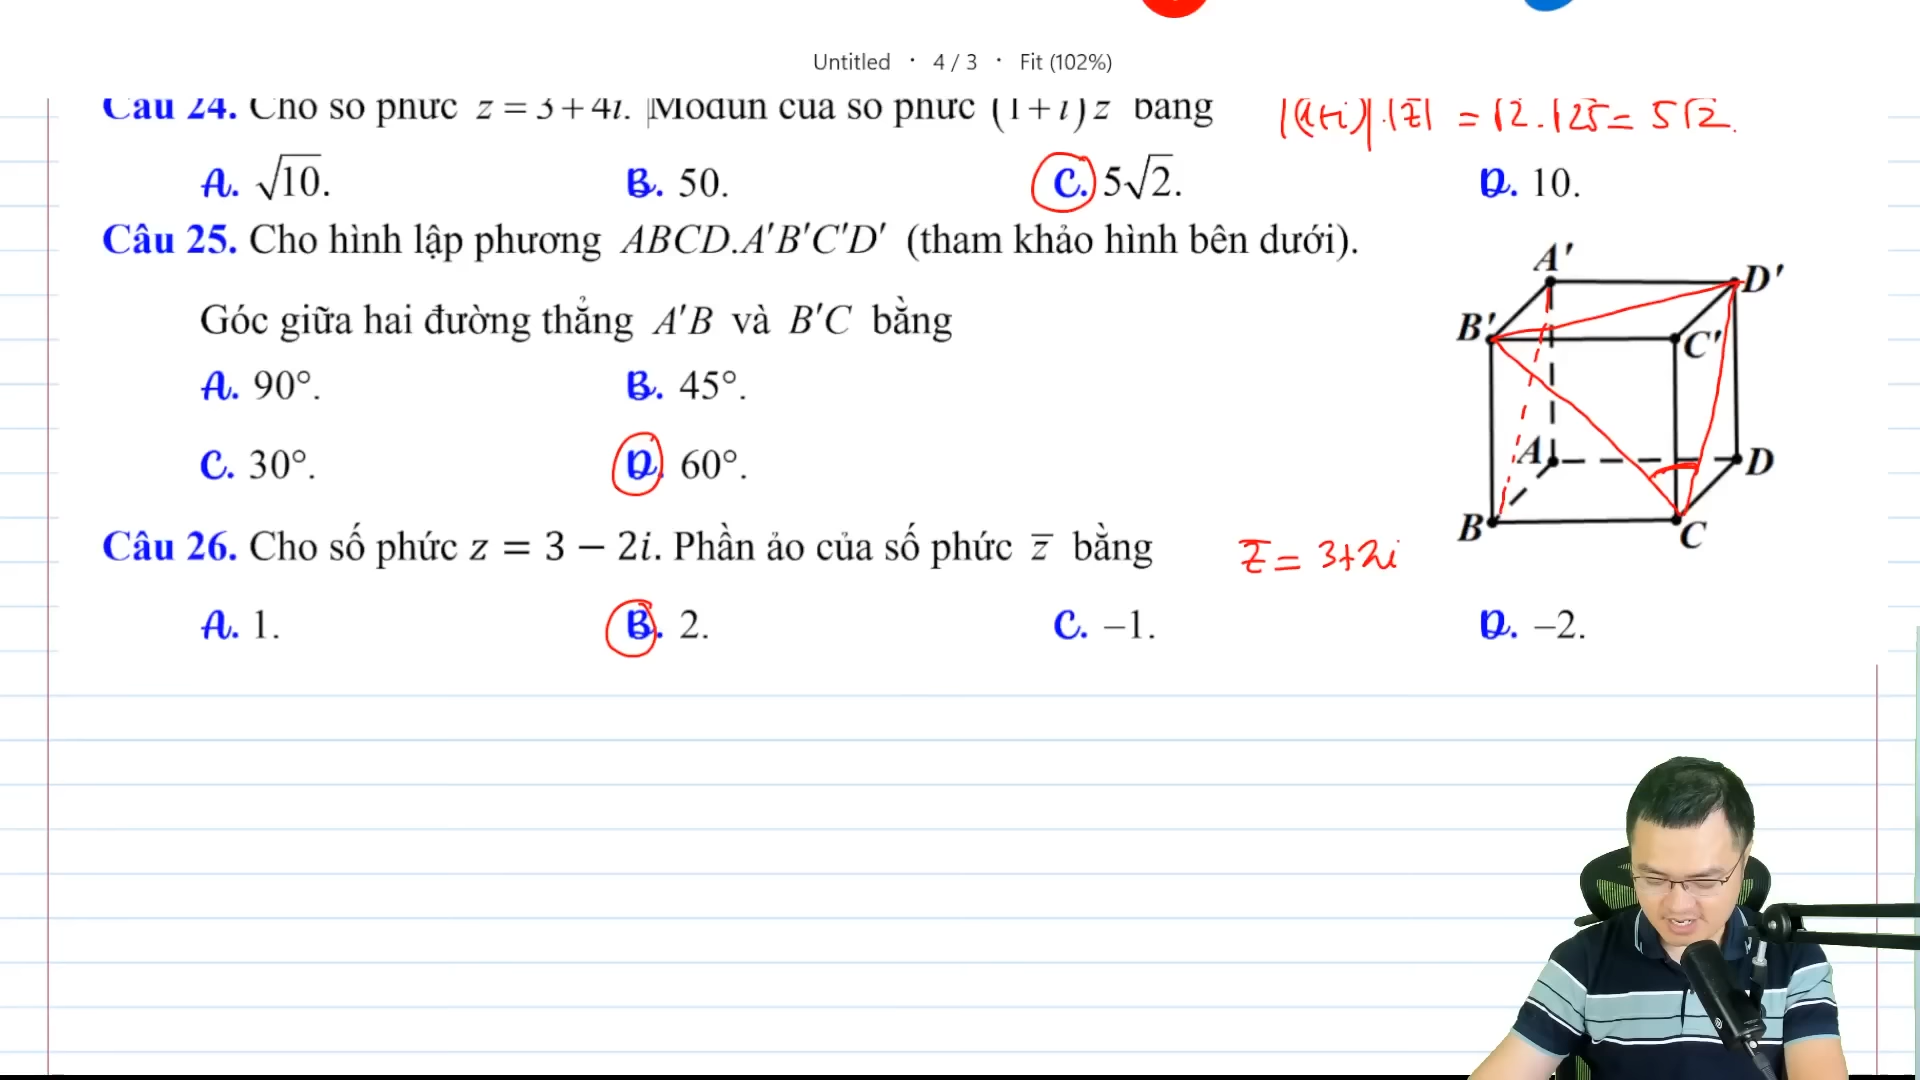 Untitled · 4 / 3 · Fit (102%)
Câu 24. Cho số phức z = 3 + 4i. Môđun của số phức (1 + i)z bằng |(1+i)|.|z| = √2.√25 = 5√2.
A. √10. B. 50. C. 5√2. D. 10.
Câu 25. Cho hình lập phương ABCD.A'B'C'D' (tham khảo hình bên dưới).
Góc giữa hai đường thẳng A'B và B'C bằng
A. 90°. B. 45°.
C. 30°. D. 60°.
A'
D'
B'
C'
A
D
B
C
Câu 26. Cho số phức z = 3 − 2i. Phần ảo của số phức z̅ bằng z̅ = 3+2i
A. 1. B. 2. C. –1. D. –2.